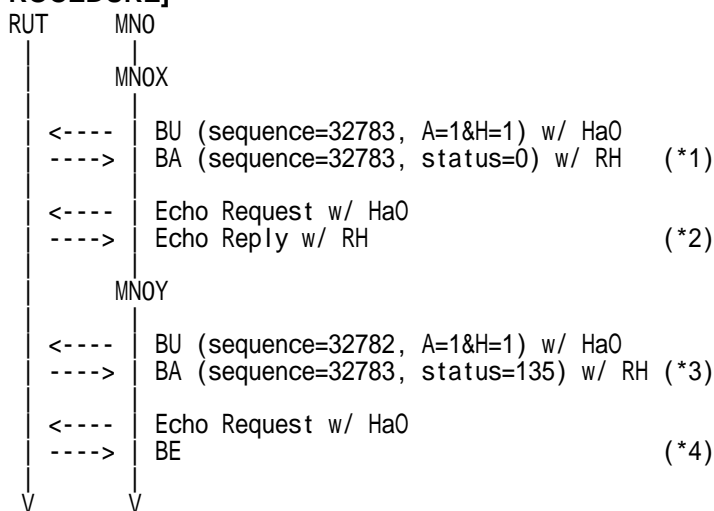 RUT MN0
MN0X
<---- BU (sequence=32783, A=1&H=1) w/ HaO
----> BA (sequence=32783, status=0) w/ RH (*1)
<---- Echo Request w/ HaO
----> Echo Reply w/ RH (*2)
MN0Y
<---- BU (sequence=32782, A=1&H=1) w/ HaO
----> BA (sequence=32783, status=135) w/ RH (*3)
<---- Echo Request w/ HaO
----> BE (*4)
V V